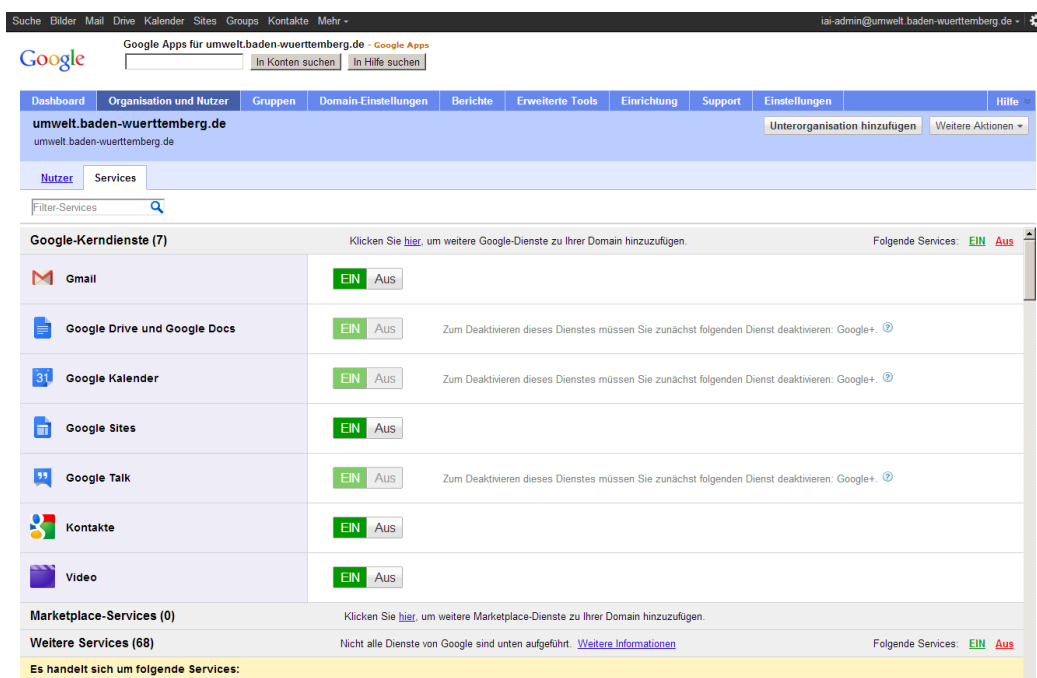 Suche Bilder Mail Drive Kalender Sites Groups Kontakte Mehr iai-admin@umwelt.baden-wuerttemberg.de
Google Apps für umwelt.baden-wuerttemberg.de - Google Apps
Google In Konten suchen In Hilfe suchen
Dashboard Organisation und Nutzer Gruppen Domain-Einstellungen Berichte Erweiterte Tools Einrichtung Support Einstellungen Hilfe
umwelt.baden-wuerttemberg.de Unterorganisation hinzufügen Weitere Aktionen
umwelt.baden-wuerttemberg.de
Nutzer Services
Filter-Services
Google-Kerndienste (7) Klicken Sie hier, um weitere Google-Dienste zu Ihrer Domain hinzuzufügen. Folgende Services: EIN Aus
Gmail EIN Aus
Google Drive und Google Docs EIN Aus Zum Deaktivieren dieses Dienstes müssen Sie zunächst folgenden Dienst deaktivieren: Google+. ?
31 Google Kalender EIN Aus Zum Deaktivieren dieses Dienstes müssen Sie zunächst folgenden Dienst deaktivieren: Google+. ?
Google Sites EIN Aus
Google Talk EIN Aus Zum Deaktivieren dieses Dienstes müssen Sie zunächst folgenden Dienst deaktivieren: Google+. ?
Kontakte EIN Aus
Video EIN Aus
Marketplace-Services (0) Klicken Sie hier, um weitere Marketplace-Dienste zu Ihrer Domain hinzuzufügen.
Weitere Services (68) Nicht alle Dienste von Google sind unten aufgeführt. Weitere Informationen Folgende Services: EIN Aus
Es handelt sich um folgende Services: